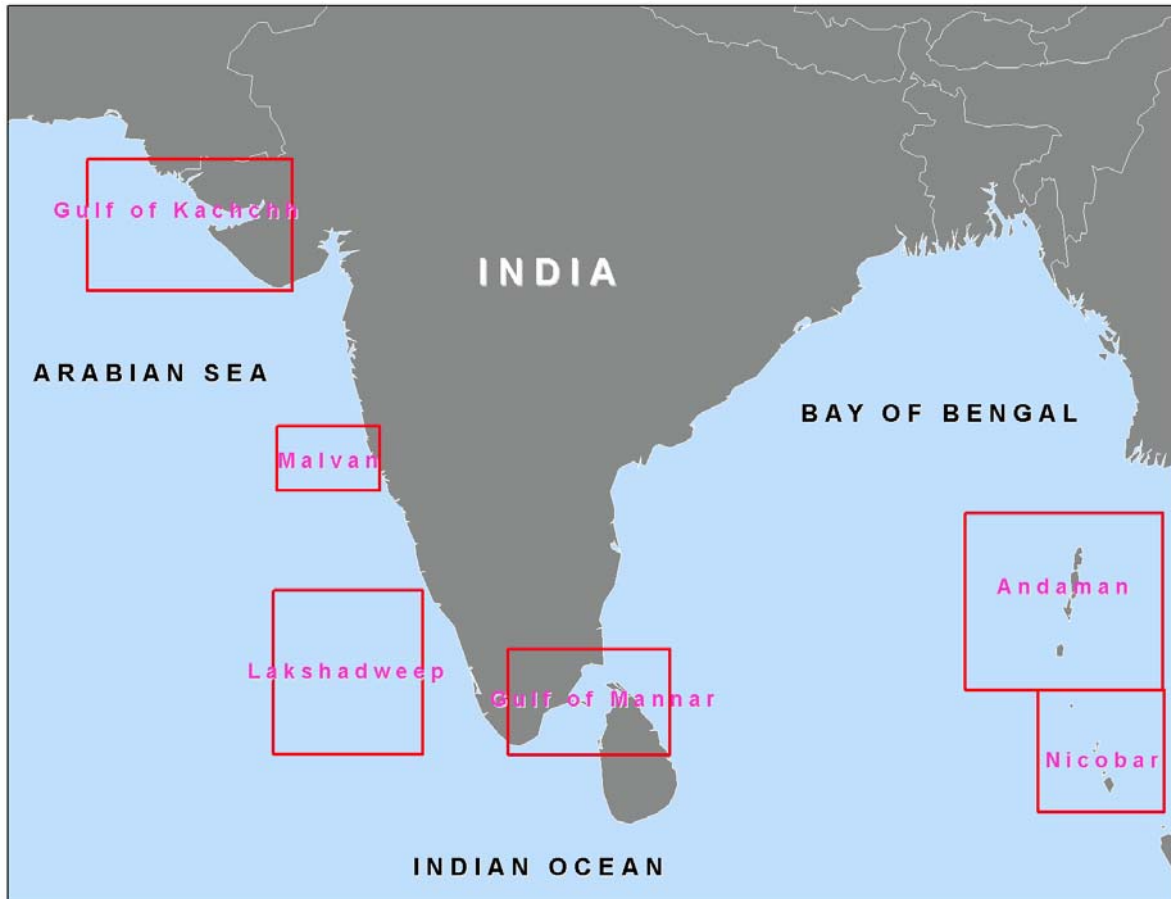 Gulf of Kachchh
INDIA
ARABIAN SEA
BAY OF BENGAL
Malvan
Andaman
Lakshadweep
Gulf of Mannar
Nicobar
INDIAN OCEAN